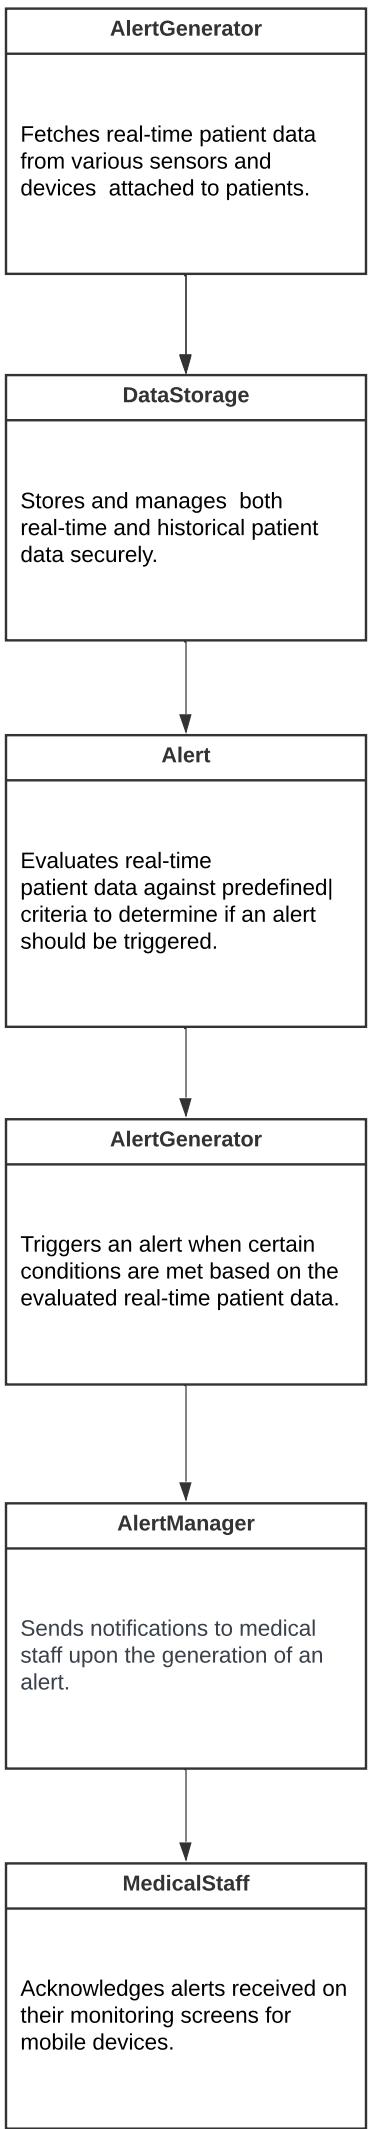 AlertGenerator
Fetches real-time patient data
from various sensors and
devices  attached to patients.
DataStorage
Stores and manages  both
real-time and historical patient
data securely.
Alert
Evaluates real-time
patient data against predefined|
criteria to determine if an alert
should be triggered.
AlertGenerator
Triggers an alert when certain
conditions are met based on the
evaluated real-time patient data.
AlertManager
Sends notifications to medical
staff upon the generation of an
alert.
MedicalStaff
Acknowledges alerts received on
their monitoring screens for
mobile devices.